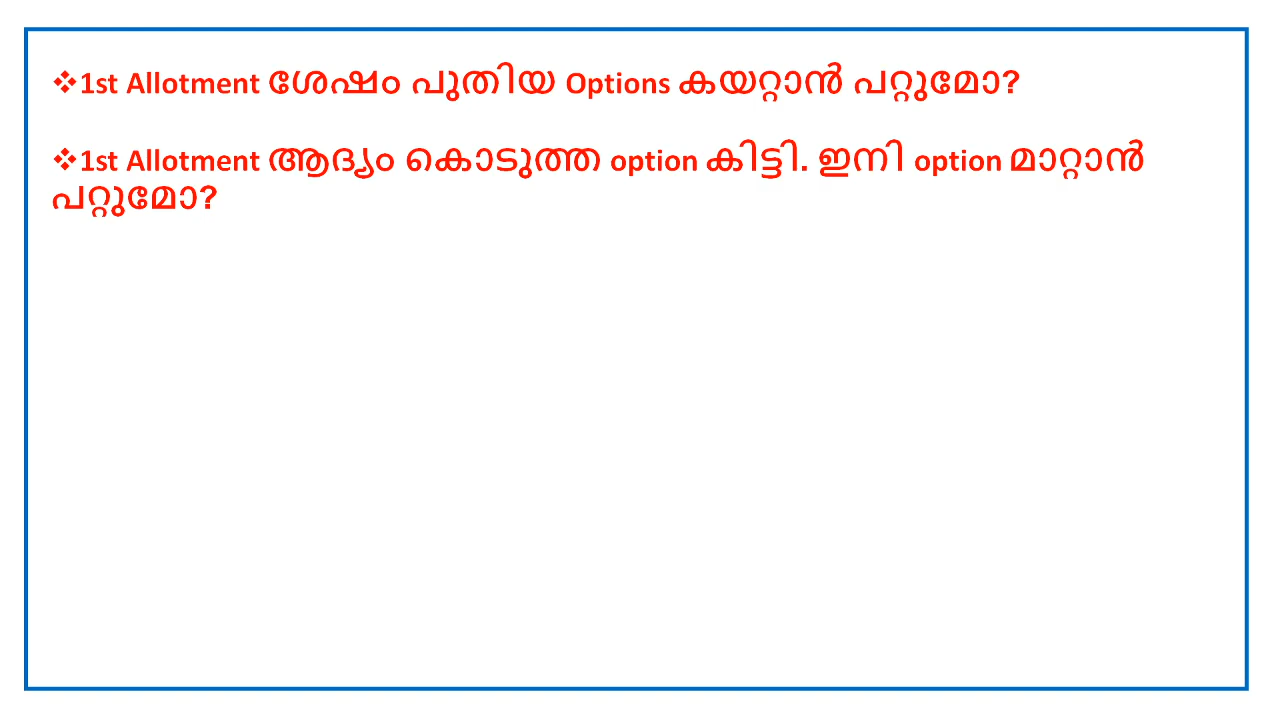 ❖1st Allotment ശേഷം പുതിയ Options കയറ്റാൻ പറ്റുമോ?
❖1st Allotment ആദ്യം കൊടുത്ത option കിട്ടി. ഇനി option മാറ്റാൻ
പറ്റുമോ?